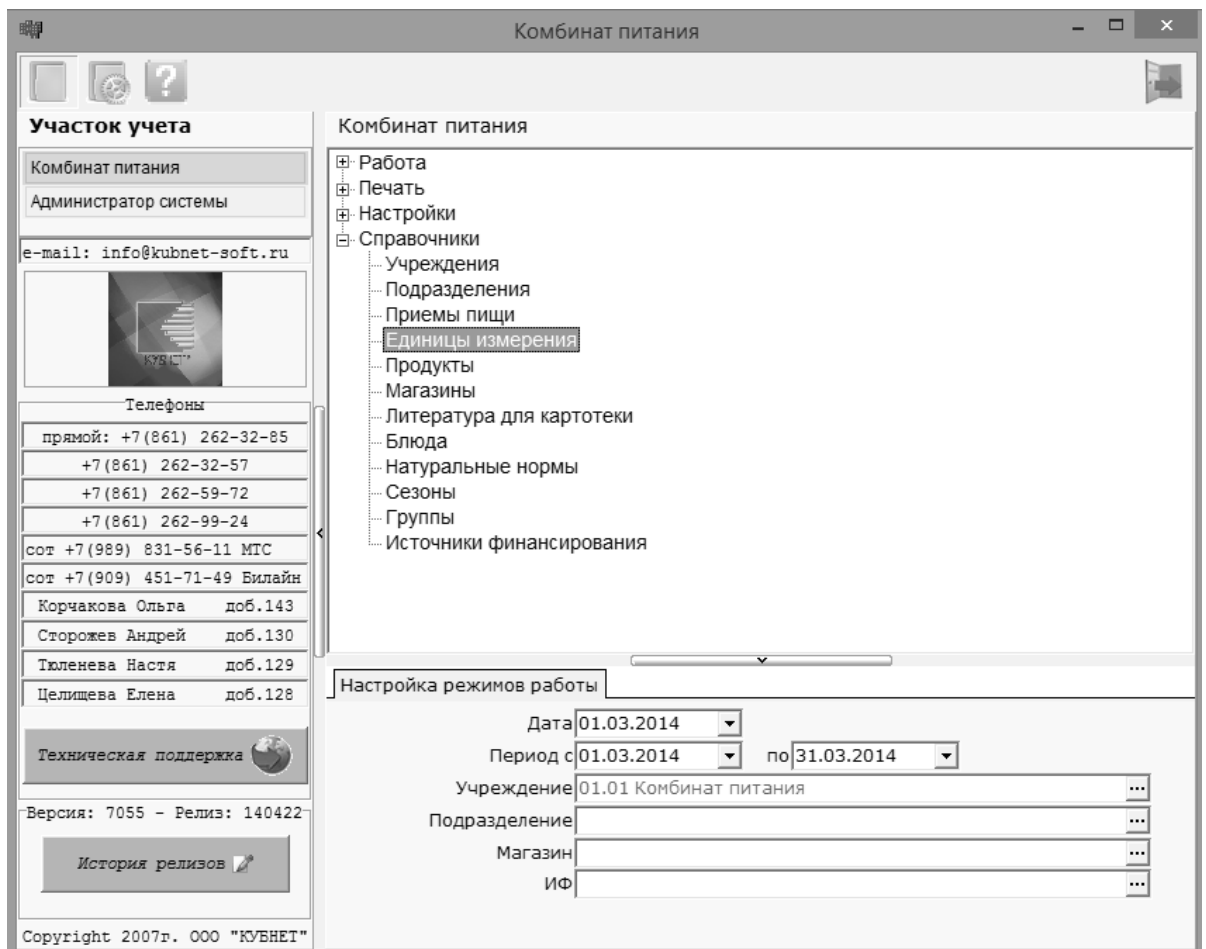 Комбинат питания
Участок учета
Комбинат питания
Администратор системы
e-mail: info@kubnet-soft.ru
Телефоны
прямой: +7(861) 262-32-85
+7(861) 262-32-57
+7(861) 262-59-72
+7(861) 262-99-24
сот +7(989) 831-56-11 МТС
сот +7(909) 451-71-49 Билайн
Корчакова Ольга доб.143
Сторожев Андрей доб.130
Тюленева Настя доб.129
Целищева Елена доб.128
Техническая поддержка
Версия: 7055 - Релиз: 140422
История релизов
Copyright 2007г. ООО "КУБНЕТ"
Комбинат питания
Работа
Печать
Настройки
Справочники
Учреждения
Подразделения
Приемы пищи
Единицы измерения
Продукты
Магазины
Литература для картотеки
Блюда
Натуральные нормы
Сезоны
Группы
Источники финансирования
Настройка режимов работы
Дата 01.03.2014
Период с 01.03.2014 по 31.03.2014
Учреждение 01.01 Комбинат питания
Подразделение
Магазин
ИФ